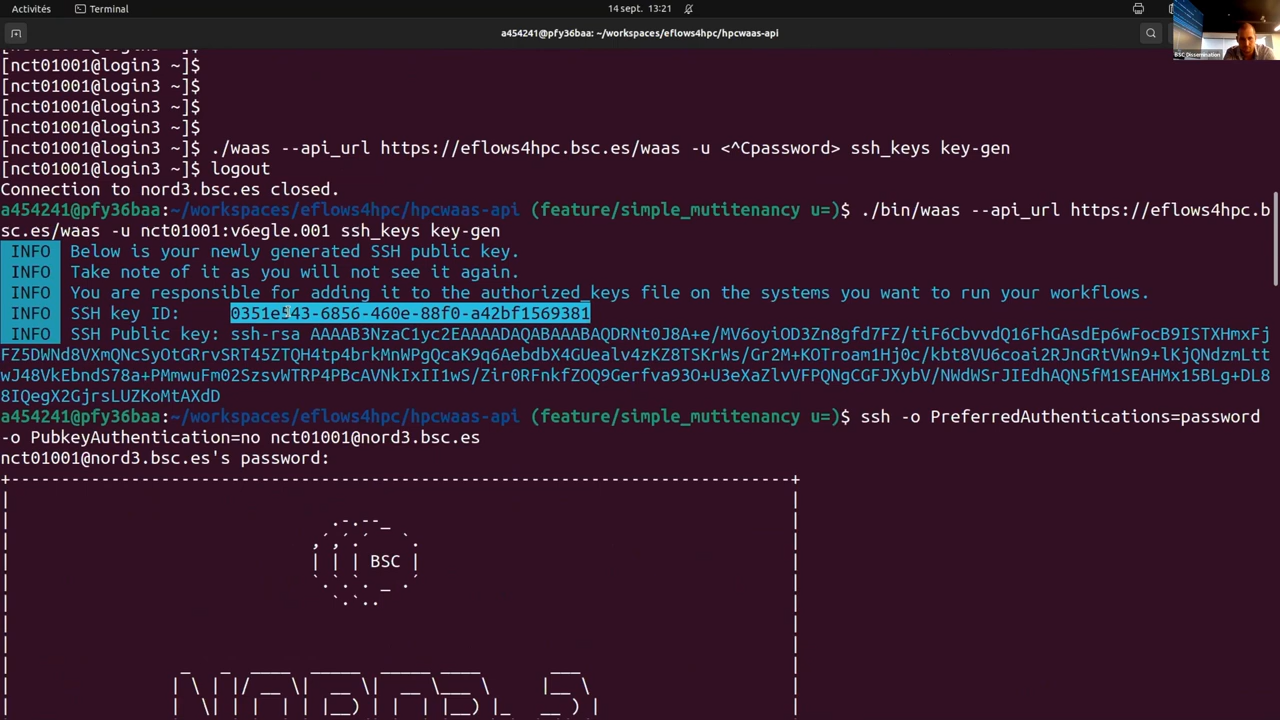 Activités Terminal 14 sept. 13:21
a454241@pfy36baa: ~/workspaces/eflows4hpc/hpcwaas-api
BSC Dissemination
[nct01001@login3 ~]$
[nct01001@login3 ~]$
[nct01001@login3 ~]$
[nct01001@login3 ~]$
[nct01001@login3 ~]$
[nct01001@login3 ~]$ ./waas --api_url https://eflows4hpc.bsc.es/waas -u <^Cpassword> ssh_keys key-gen
[nct01001@login3 ~]$ logout
Connection to nord3.bsc.es closed.
a454241@pfy36baa:~/workspaces/eflows4hpc/hpcwaas-api (feature/simple_mutitenancy u=)$ ./bin/waas --api_url https://eflows4hpc.b
sc.es/waas -u nct01001:v6egle.001 ssh_keys key-gen
INFO Below is your newly generated SSH public key.
INFO Take note of it as you will not see it again.
INFO You are responsible for adding it to the authorized_keys file on the systems you want to run your workflows.
INFO SSH key ID: 0351e543-6856-460e-88f0-a42bf1569381
INFO SSH Public key: ssh-rsa AAAAB3NzaC1yc2EAAAADAQABAAABAQDRNt0J8A+e/MV6oyiOD3Zn8gfd7FZ/tiF6CbvvdQ16FhGAsdEp6wFocB9ISTXHmxFj
FZ5DWNd8VXmQNcSyOtGRrvSRT45ZTQH4tp4brkMnWPgQcaK9q6AebdbX4GUealv4zKZ8TSKrWs/Gr2M+KOTroam1Hj0c/kbt8VU6coai2RJnGRtVWn9+lKjQNdzmLtt
wJ48VkEbndS78a+PMmwuFm02SzsvWTRP4PBcAVNkIxII1wS/Zir0RFnkfZOQ9Gerfva93O+U3eXaZlvVFPQNgCGFJXybV/NWdWSrJIEdhAQN5fM1SEAHMx15BLg+DL8
8IQegX2GjrsLUZKoMtAXdD
a454241@pfy36baa:~/workspaces/eflows4hpc/hpcwaas-api (feature/simple_mutitenancy u=)$ ssh -o PreferredAuthentications=password
-o PubkeyAuthentication=no nct01001@nord3.bsc.es
nct01001@nord3.bsc.es's password:
BSC